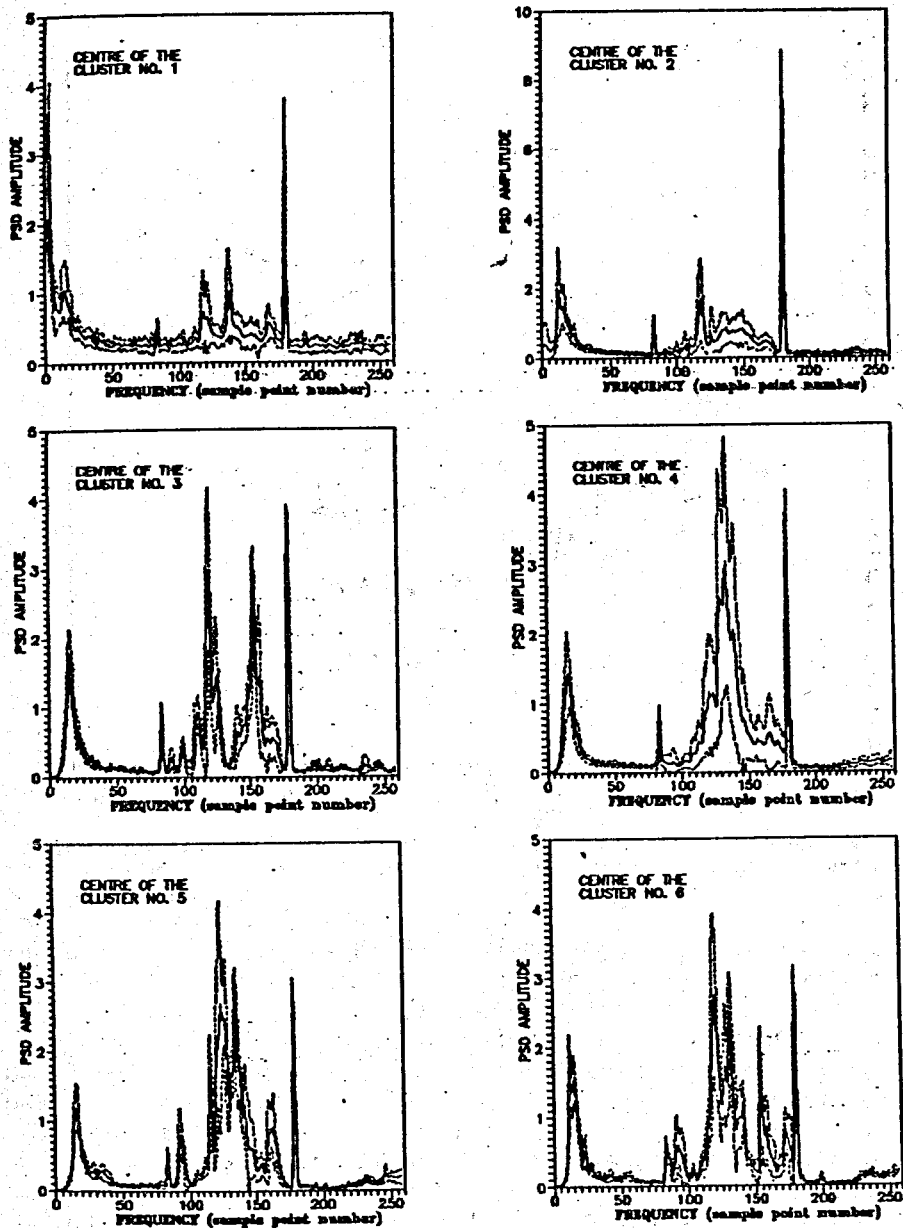 5
CENTRE OF THE
CLUSTER NO. 1
4
3
2
1
0
0 50 100 150 200 250
PSD AMPLITUDE
FREQUENCY (sample point number)
10
CENTRE OF THE
CLUSTER NO. 2
8
6
4
2
0
0 50 100 150 200 250
PSD AMPLITUDE
FREQUENCY (sample point number)
5
CENTRE OF THE
CLUSTER NO. 3
4
3
2
1
0
0 50 100 150 200 250
PSD AMPLITUDE
FREQUENCY (sample point number)
5
CENTRE OF THE
CLUSTER NO. 4
4
3
2
1
0
0 50 100 150 200 250
PSD AMPLITUDE
FREQUENCY (sample point number)
5
CENTRE OF THE
CLUSTER NO. 5
4
3
2
1
0
0 50 100 150 200 250
PSD AMPLITUDE
FREQUENCY (sample point number)
5
CENTRE OF THE
CLUSTER NO. 6
4
3
2
1
0
0 50 100 150 200 250
PSD AMPLITUDE
FREQUENCY (sample point number)